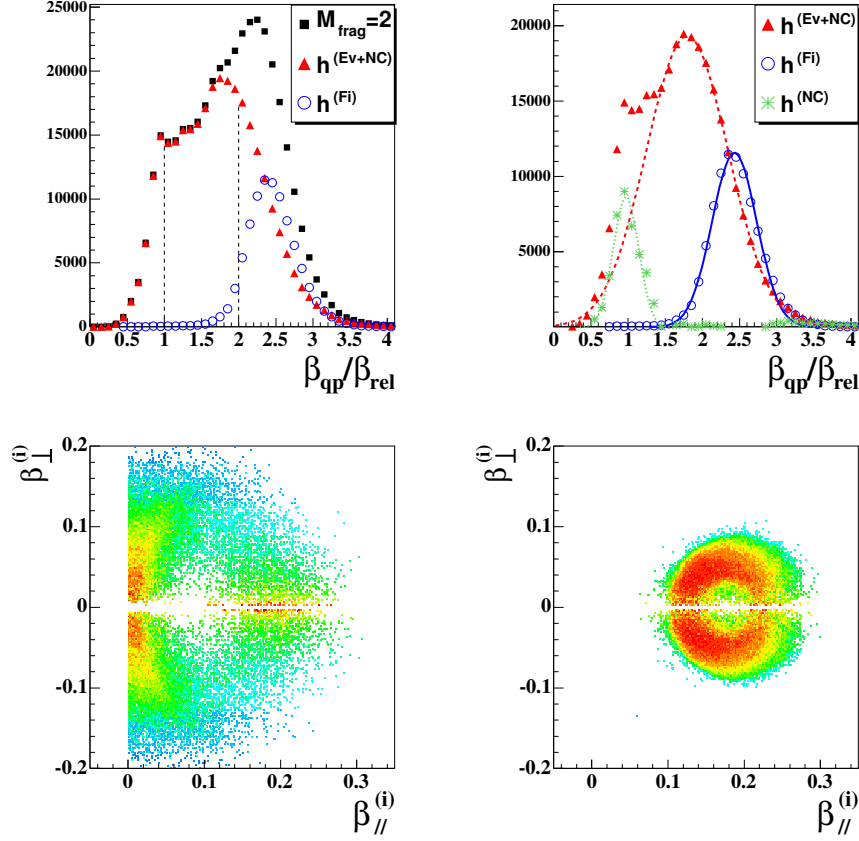 M_frag=2
h^(Ev+NC)
h^(Fi)
25000
20000
15000
10000
5000
0
0 0.5 1 1.5 2 2.5 3 3.5 4
β_qp/β_rel
h^(Ev+NC)
h^(Fi)
h^(NC)
20000
15000
10000
5000
0
0 0.5 1 1.5 2 2.5 3 3.5 4
β_qp/β_rel
β_⊥^(i)
0.2
0.1
0
-0.1
-0.2
0 0.1 0.2 0.3
β_//^(i)
β_⊥^(i)
0.2
0.1
0
-0.1
-0.2
0 0.1 0.2 0.3
β_//^(i)